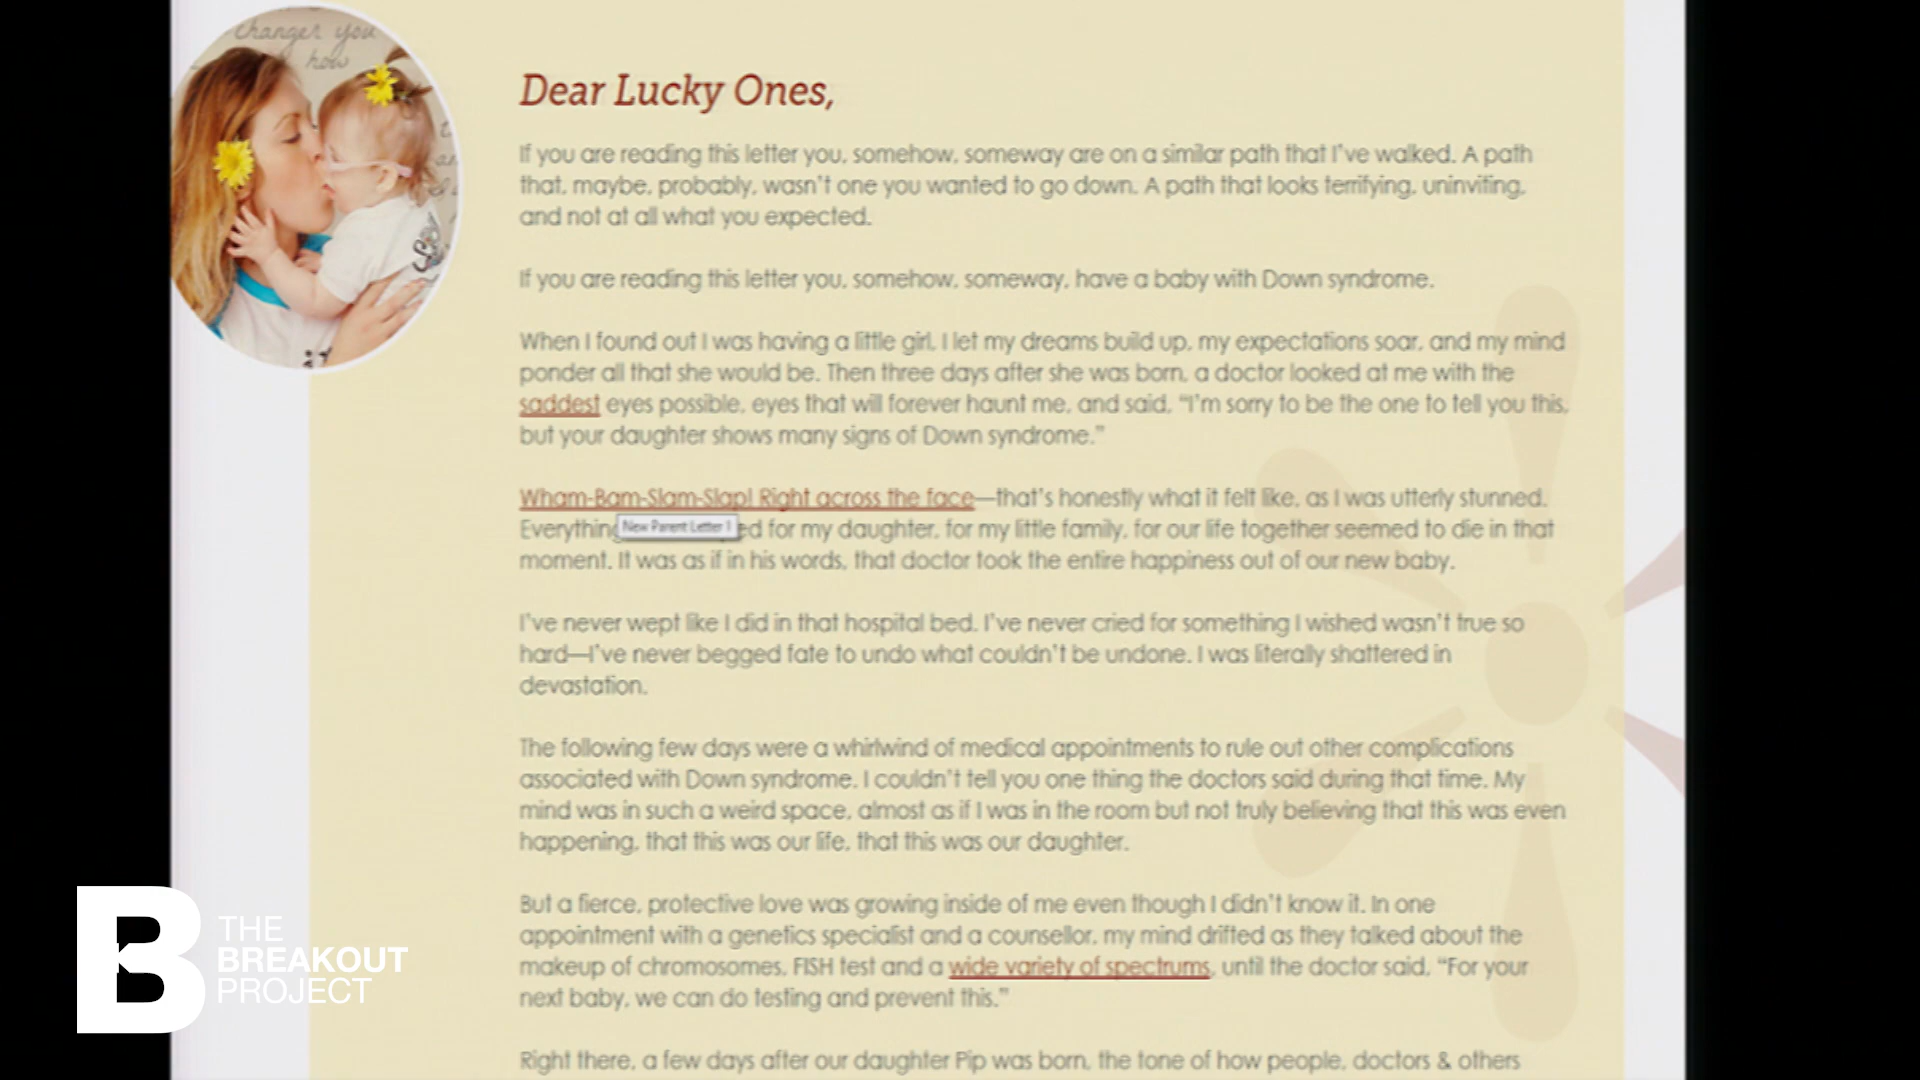 changer you
how
Dear Lucky Ones,
If you are reading this letter you, somehow, someway are on a similar path that I've walked. A path
that, maybe, probably, wasn't one you wanted to go down. A path that looks terrifying, uninviting,
and not at all what you expected.
If you are reading this letter you, somehow, someway, have a baby with Down syndrome.
When I found out I was having a little girl, I let my dreams build up, my expectations soar, and my mind
ponder all that she would be. Then three days after she was born, a doctor looked at me with the
saddest eyes possible, eyes that will forever haunt me, and said, “I'm sorry to be the one to tell you this,
but your daughter shows many signs of Down syndrome.”
Wham-Bam-Slam-Slap! Right across the face—that's honestly what it felt like, as I was utterly stunned.
Everything ed for my daughter, for my little family, for our life together seemed to die in that
New Parent Letter 1
moment. It was as if in his words, that doctor took the entire happiness out of our new baby.
I've never wept like I did in that hospital bed. I've never cried for something I wished wasn't true so
hard—I've never begged fate to undo what couldn't be undone. I was literally shattered in
devastation.
The following few days were a whirlwind of medical appointments to rule out other complications
associated with Down syndrome. I couldn't tell you one thing the doctors said during that time. My
mind was in such a weird space, almost as if I was in the room but not truly believing that this was even
happening, that this was our life, that this was our daughter.
But a fierce, protective love was growing inside of me even though I didn't know it. In one
appointment with a genetics specialist and a counsellor, my mind drifted as they talked about the
makeup of chromosomes, FISH test and a wide variety of spectrums, until the doctor said, “For your
next baby, we can do testing and prevent this.”
Right there, a few days after our daughter Pip was born, the tone of how people, doctors & others
B THE
BREAKOUT
PROJECT